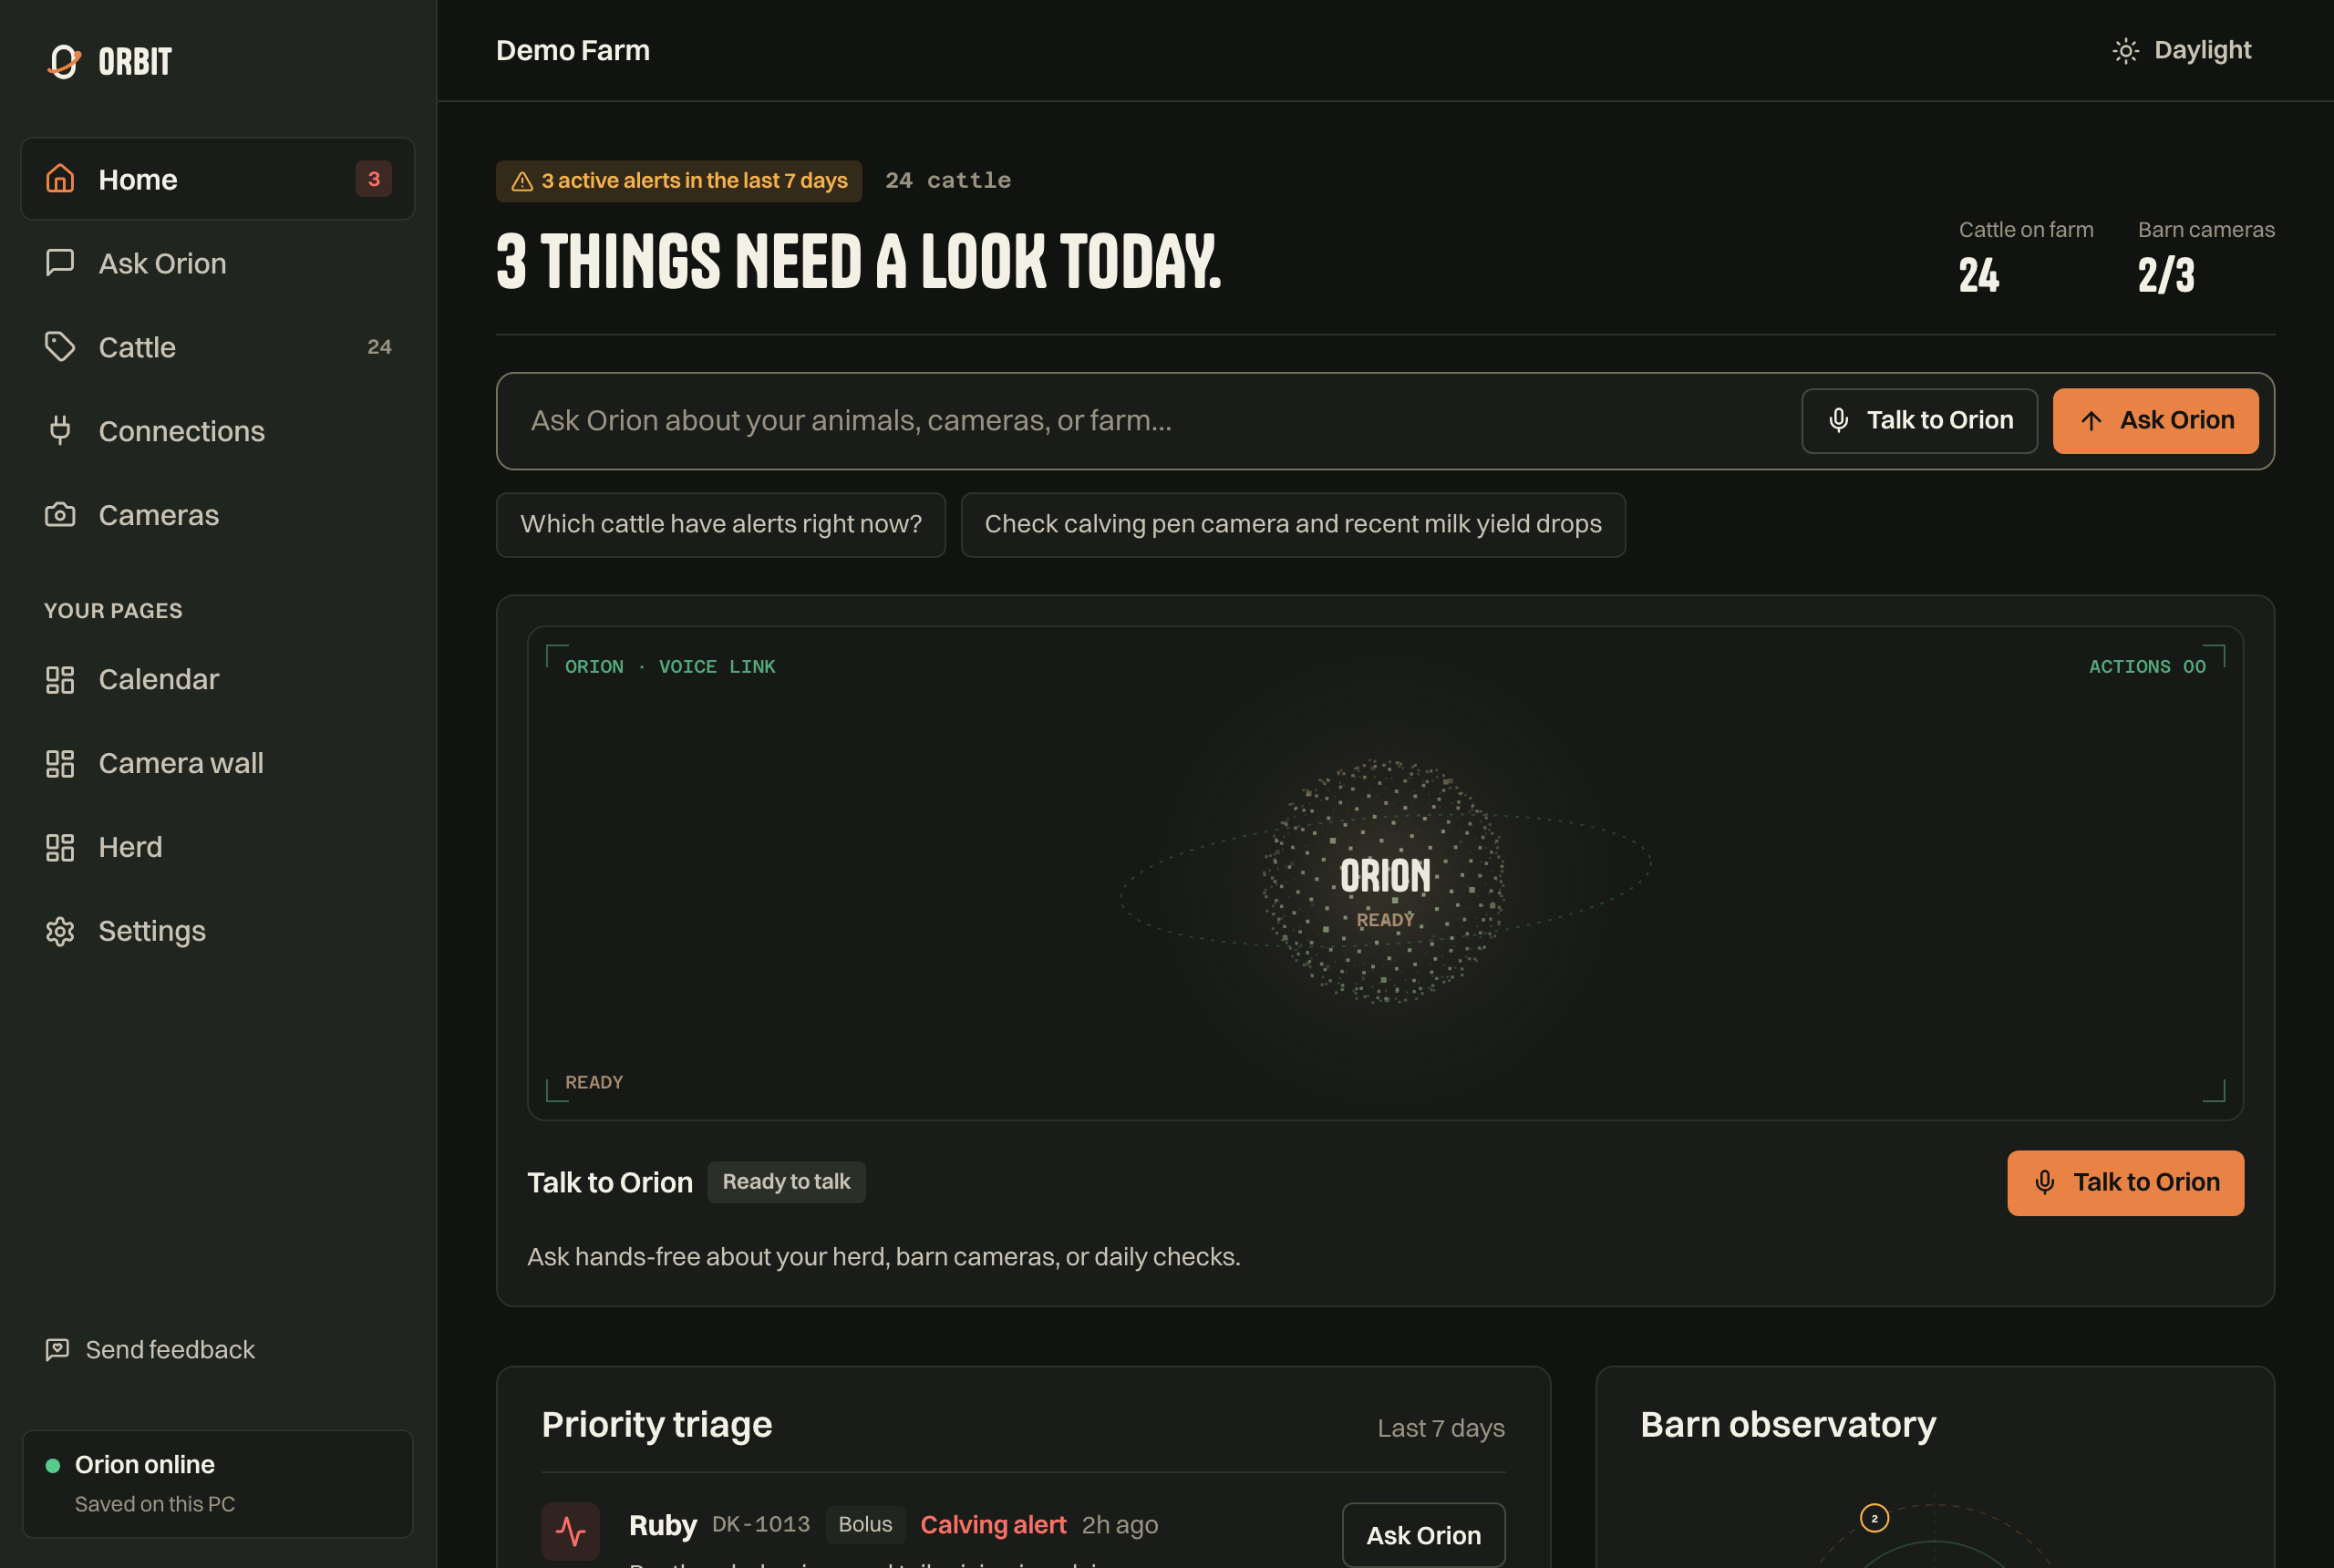 ORBIT
Home 3
Ask Orion
Cattle 24
Connections
Cameras
YOUR PAGES
Calendar
Camera wall
Herd
Settings
Send feedback
Orion online
Saved on this PC
Demo Farm
Daylight
3 active alerts in the last 7 days 24 cattle
3 THINGS NEED A LOOK TODAY.
Cattle on farm
24
Barn cameras
2/3
Ask Orion about your animals, cameras, or farm...
Talk to Orion
Ask Orion
Which cattle have alerts right now?
Check calving pen camera and recent milk yield drops
ORION · VOICE LINK
ACTIONS 00
ORION
READY
READY
Talk to Orion Ready to talk
Talk to Orion
Ask hands-free about your herd, barn cameras, or daily checks.
Priority triage
Last 7 days
Ruby DK-1013 Bolus Calving alert 2h ago
Ask Orion
Barn observatory
2